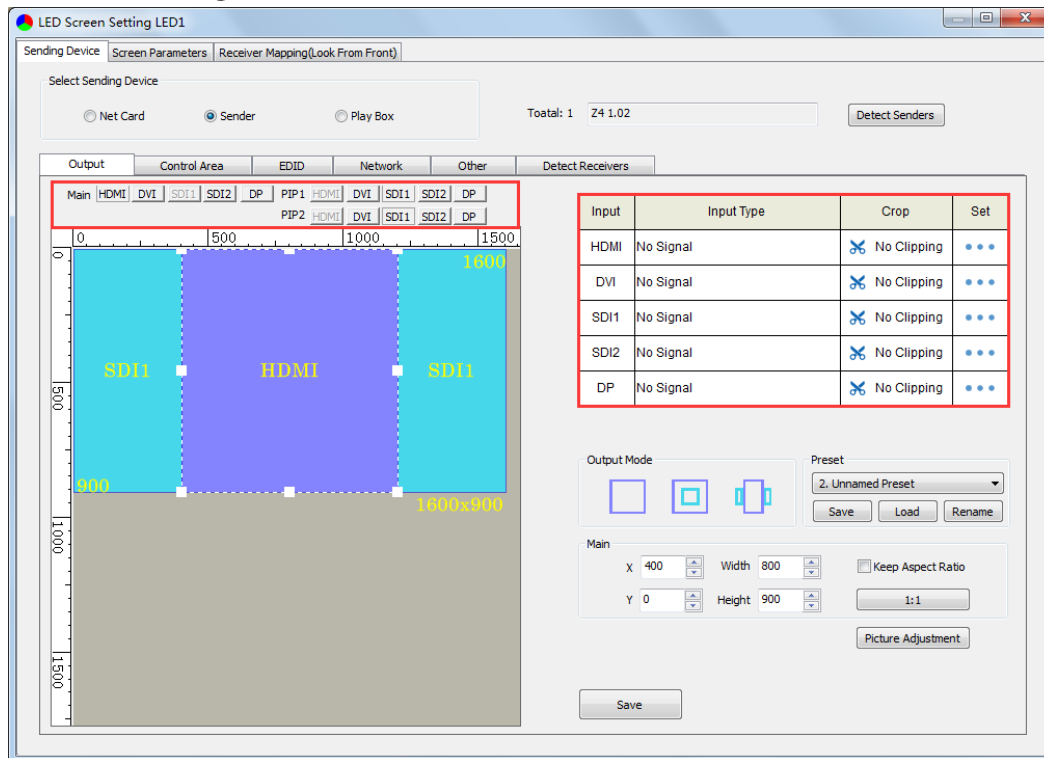 LED Screen Setting LED1
Sending Device Screen Parameters Receiver Mapping(Look From Front)
Select Sending Device
Net Card Sender Play Box
Toatal: 1 Z4 1.02 Detect Senders
Output Control Area EDID Network Other Detect Receivers
Main HDMI DVI SDI1 SDI2 DP PIP1 HDMI DVI SDI1 SDI2 DP
PIP2 HDMI DVI SDI1 SDI2 DP
0 500 1000 1500
0
1600
SDI1 HDMI SDI1
500
900
1600x900
1000
1500
Input Input Type Crop Set
HDMI No Signal No Clipping
DVI No Signal No Clipping
SDI1 No Signal No Clipping
SDI2 No Signal No Clipping
DP No Signal No Clipping
Output Mode
Preset
2. Unnamed Preset
Save Load Rename
Main
X 400 Width 800 Keep Aspect Ratio
Y 0 Height 900 1:1
Picture Adjustment
Save